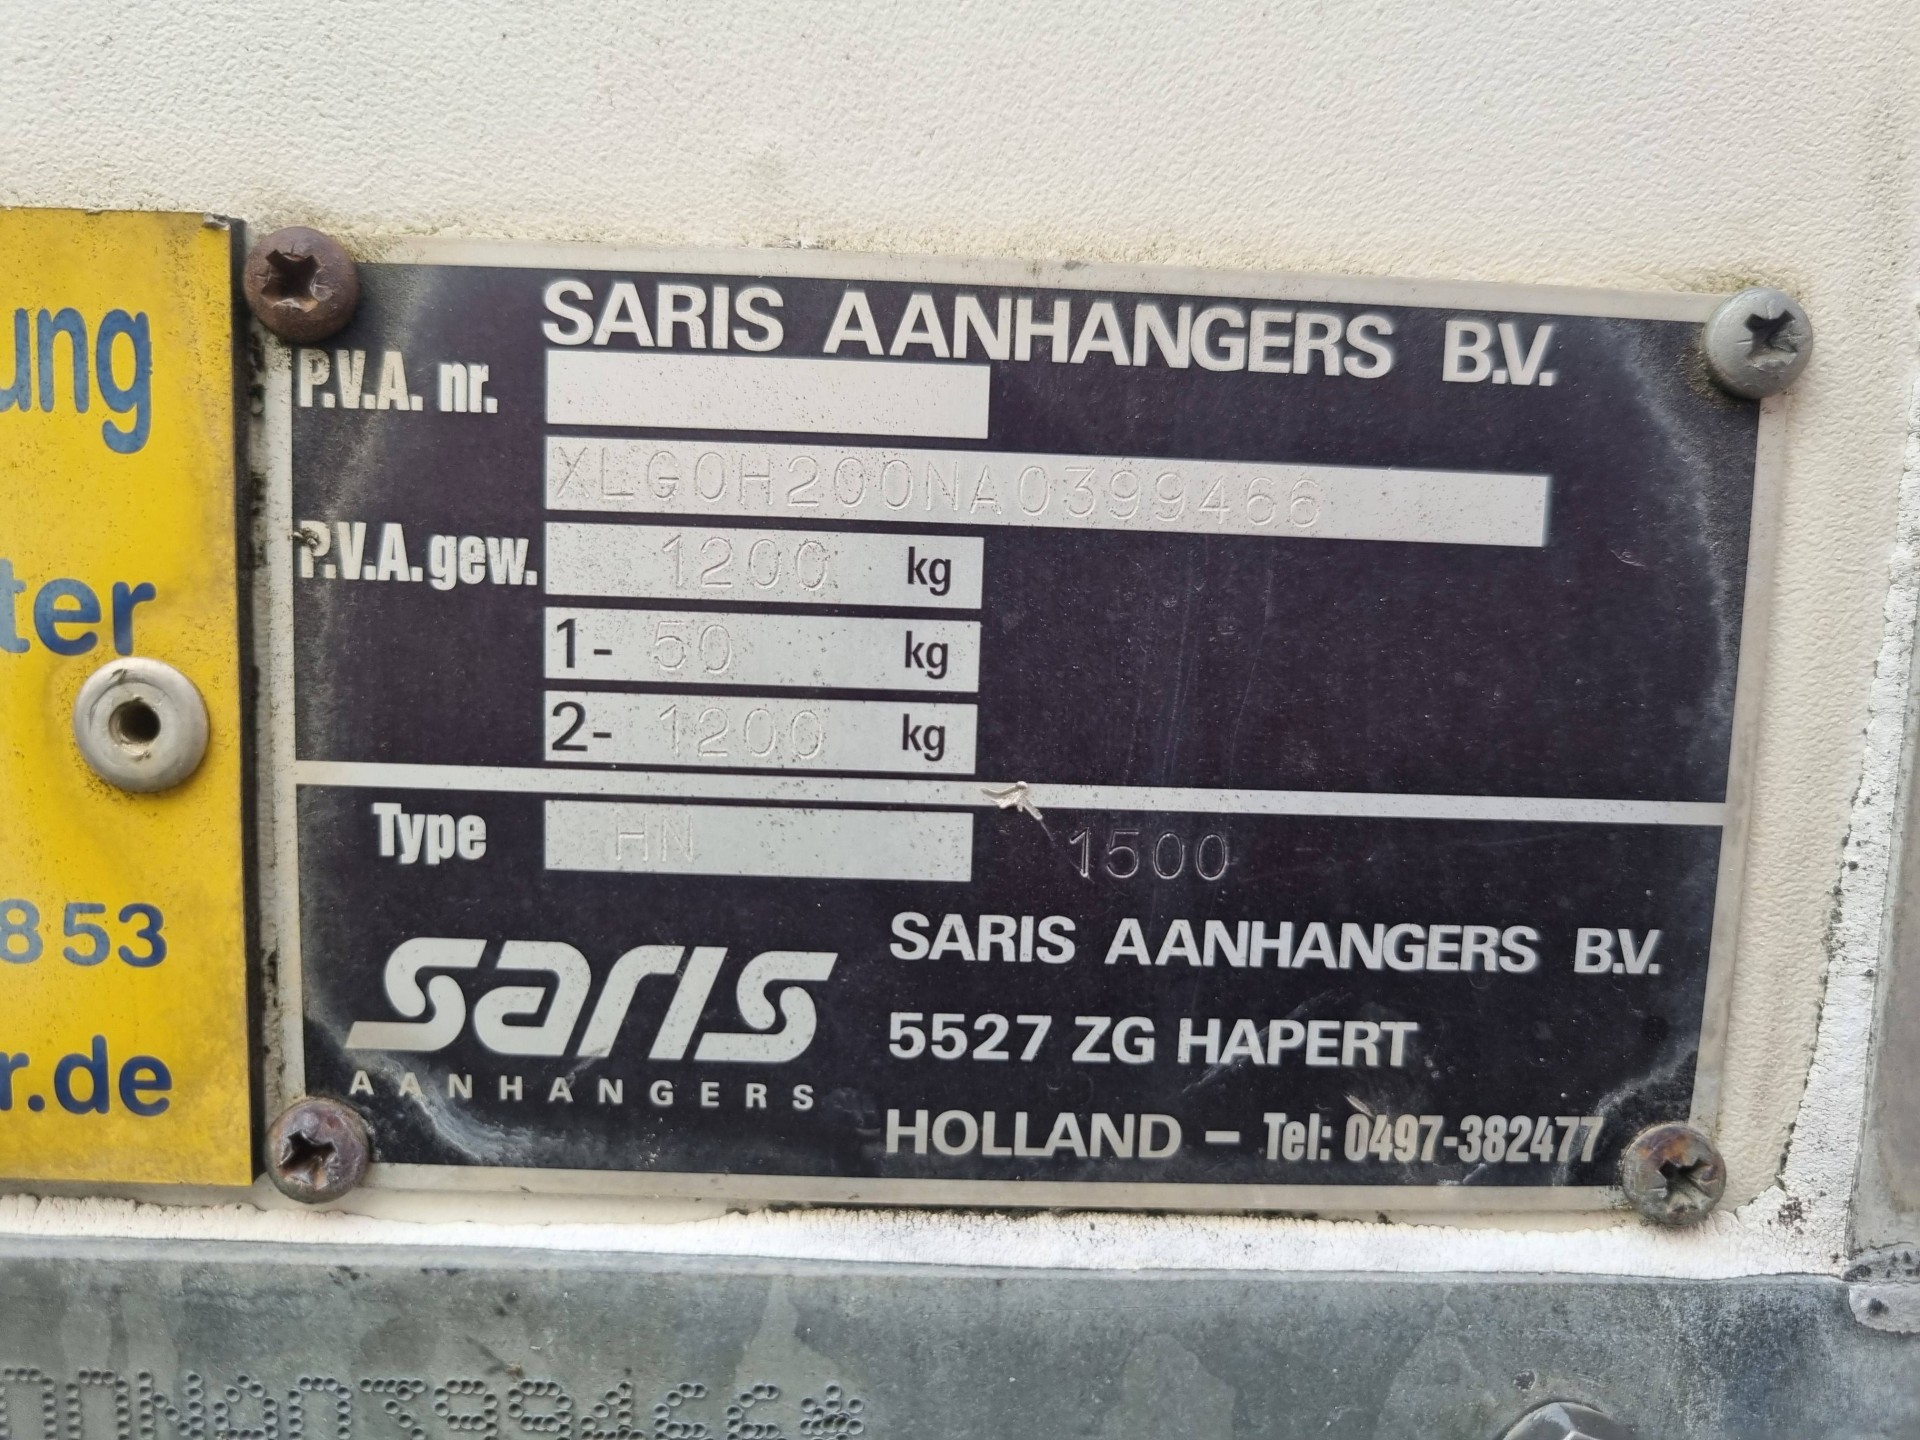 ung
ter
853
r.de
SARIS AANHANGERS B.V.
P.V.A. nr.
XLG0H200NA0399466
P.V.A. gew. 1200 kg
1- 50 kg
2- 1200 kg
Type HN 1500
saris
AANHANGERS
SARIS AANHANGERS B.V.
5527 ZG HAPERT
HOLLAND – Tel: 0497-382477
00NA0399466*